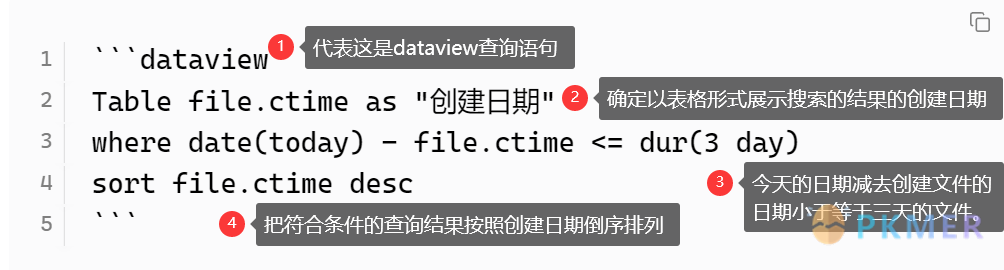 1 ```dataview ① 代表这是dataview查询语句
2 Table file.ctime as "创建日期" ② 确定以表格形式展示搜索的结果的创建日期
3 where date(today) - file.ctime <= dur(3 day)
4 sort file.ctime desc ③ 今天的日期减去创建文件的
日期小于等于三天的文件。
5 ``` ④ 把符合条件的查询结果按照创建日期倒序排列
PKMER